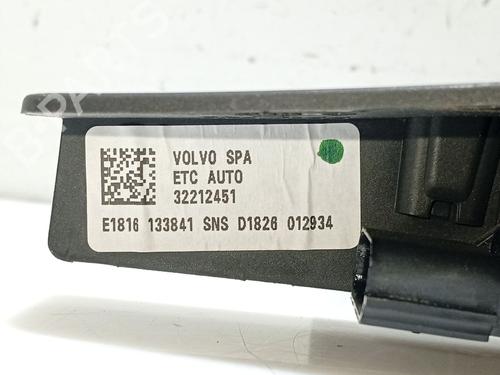 VOLVO SPA
ETC AUTO
32212451
E1816 133841 SNS D1826 012934